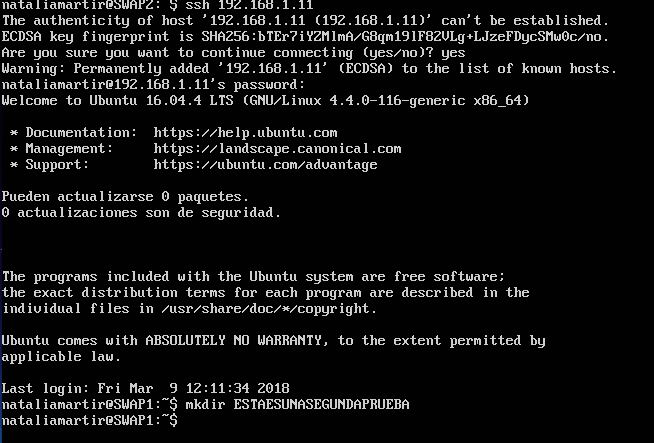 nataliamartir@SWAP2:~$ ssh 192.168.1.11
The authenticity of host '192.168.1.11 (192.168.1.11)' can't be established.
ECDSA key fingerprint is SHA256:bTEr7iYZMlmA/G8qm19lF82VLg+LJzeFDycSMw0c/no.
Are you sure you want to continue connecting (yes/no)? yes
Warning: Permanently added '192.168.1.11' (ECDSA) to the list of known hosts.
nataliamartir@192.168.1.11's password:
Welcome to Ubuntu 16.04.4 LTS (GNU/Linux 4.4.0-116-generic x86_64)
* Documentation:  https://help.ubuntu.com
* Management:     https://landscape.canonical.com
* Support:        https://ubuntu.com/advantage
Pueden actualizarse 0 paquetes.
0 actualizaciones son de seguridad.
The programs included with the Ubuntu system are free software;
the exact distribution terms for each program are described in the
individual files in /usr/share/doc/*/copyright.
Ubuntu comes with ABSOLUTELY NO WARRANTY, to the extent permitted by
applicable law.
Last login: Fri Mar  9 12:11:34 2018
nataliamartir@SWAP1:~$ mkdir ESTAESUNASEGUNDAPRUEBA
nataliamartir@SWAP1:~$